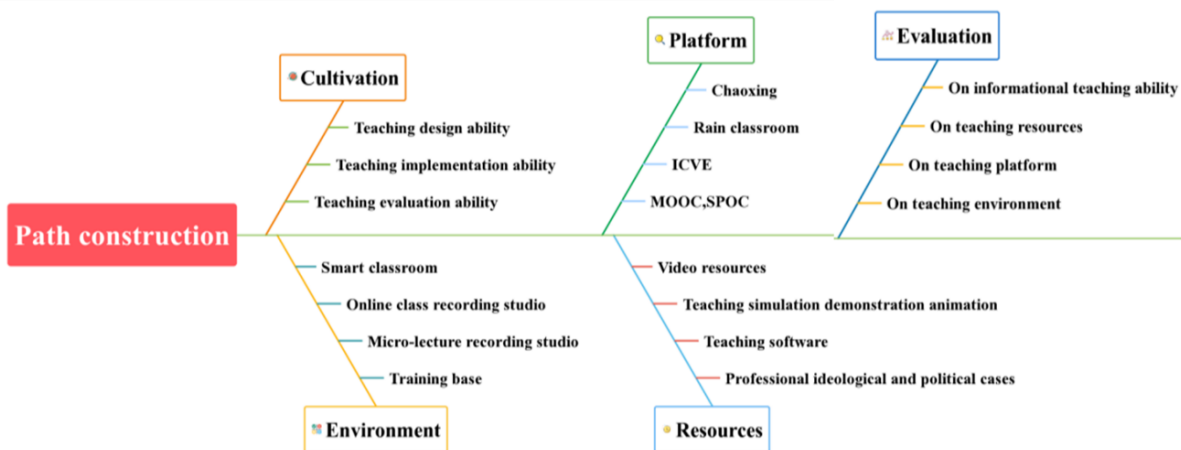 Path construction
Cultivation
Teaching design ability
Teaching implementation ability
Teaching evaluation ability
Platform
Chaoxing
Rain classroom
ICVE
MOOC,SPOC
Evaluation
On informational teaching ability
On teaching resources
On teaching platform
On teaching environment
Smart classroom
Online class recording studio
Micro-lecture recording studio
Training base
Environment
Video resources
Teaching simulation demonstration animation
Teaching software
Professional ideological and political cases
Resources